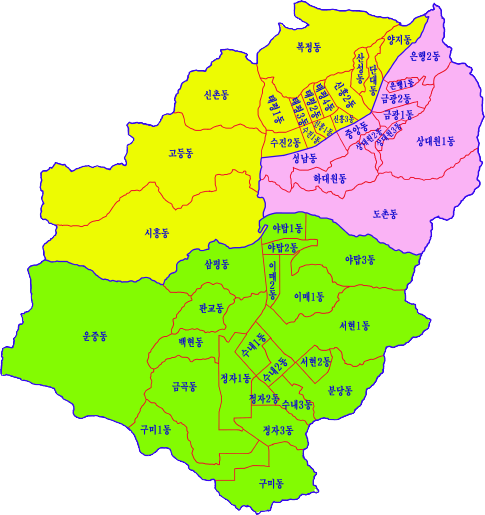 복정동
양지동
은행2동
산성동
단대동
신촌동
태평1동
태평3동
태평2동
태평4동
신흥2동
은행1동
금광2동
금광1동
신흥3동
수진1동
신흥1동
중앙동
상대원2동
상대원3동
상대원1동
수진2동
고등동
성남동
하대원동
도촌동
시흥동
야탑1동
야탑2동
야탑3동
삼평동
이매2동
이매1동
판교동
서현1동
운중동
백현동
수내1동
서현2동
수내2동
정자1동
금곡동
분당동
정자2동
수내3동
구미1동
정자3동
구미동